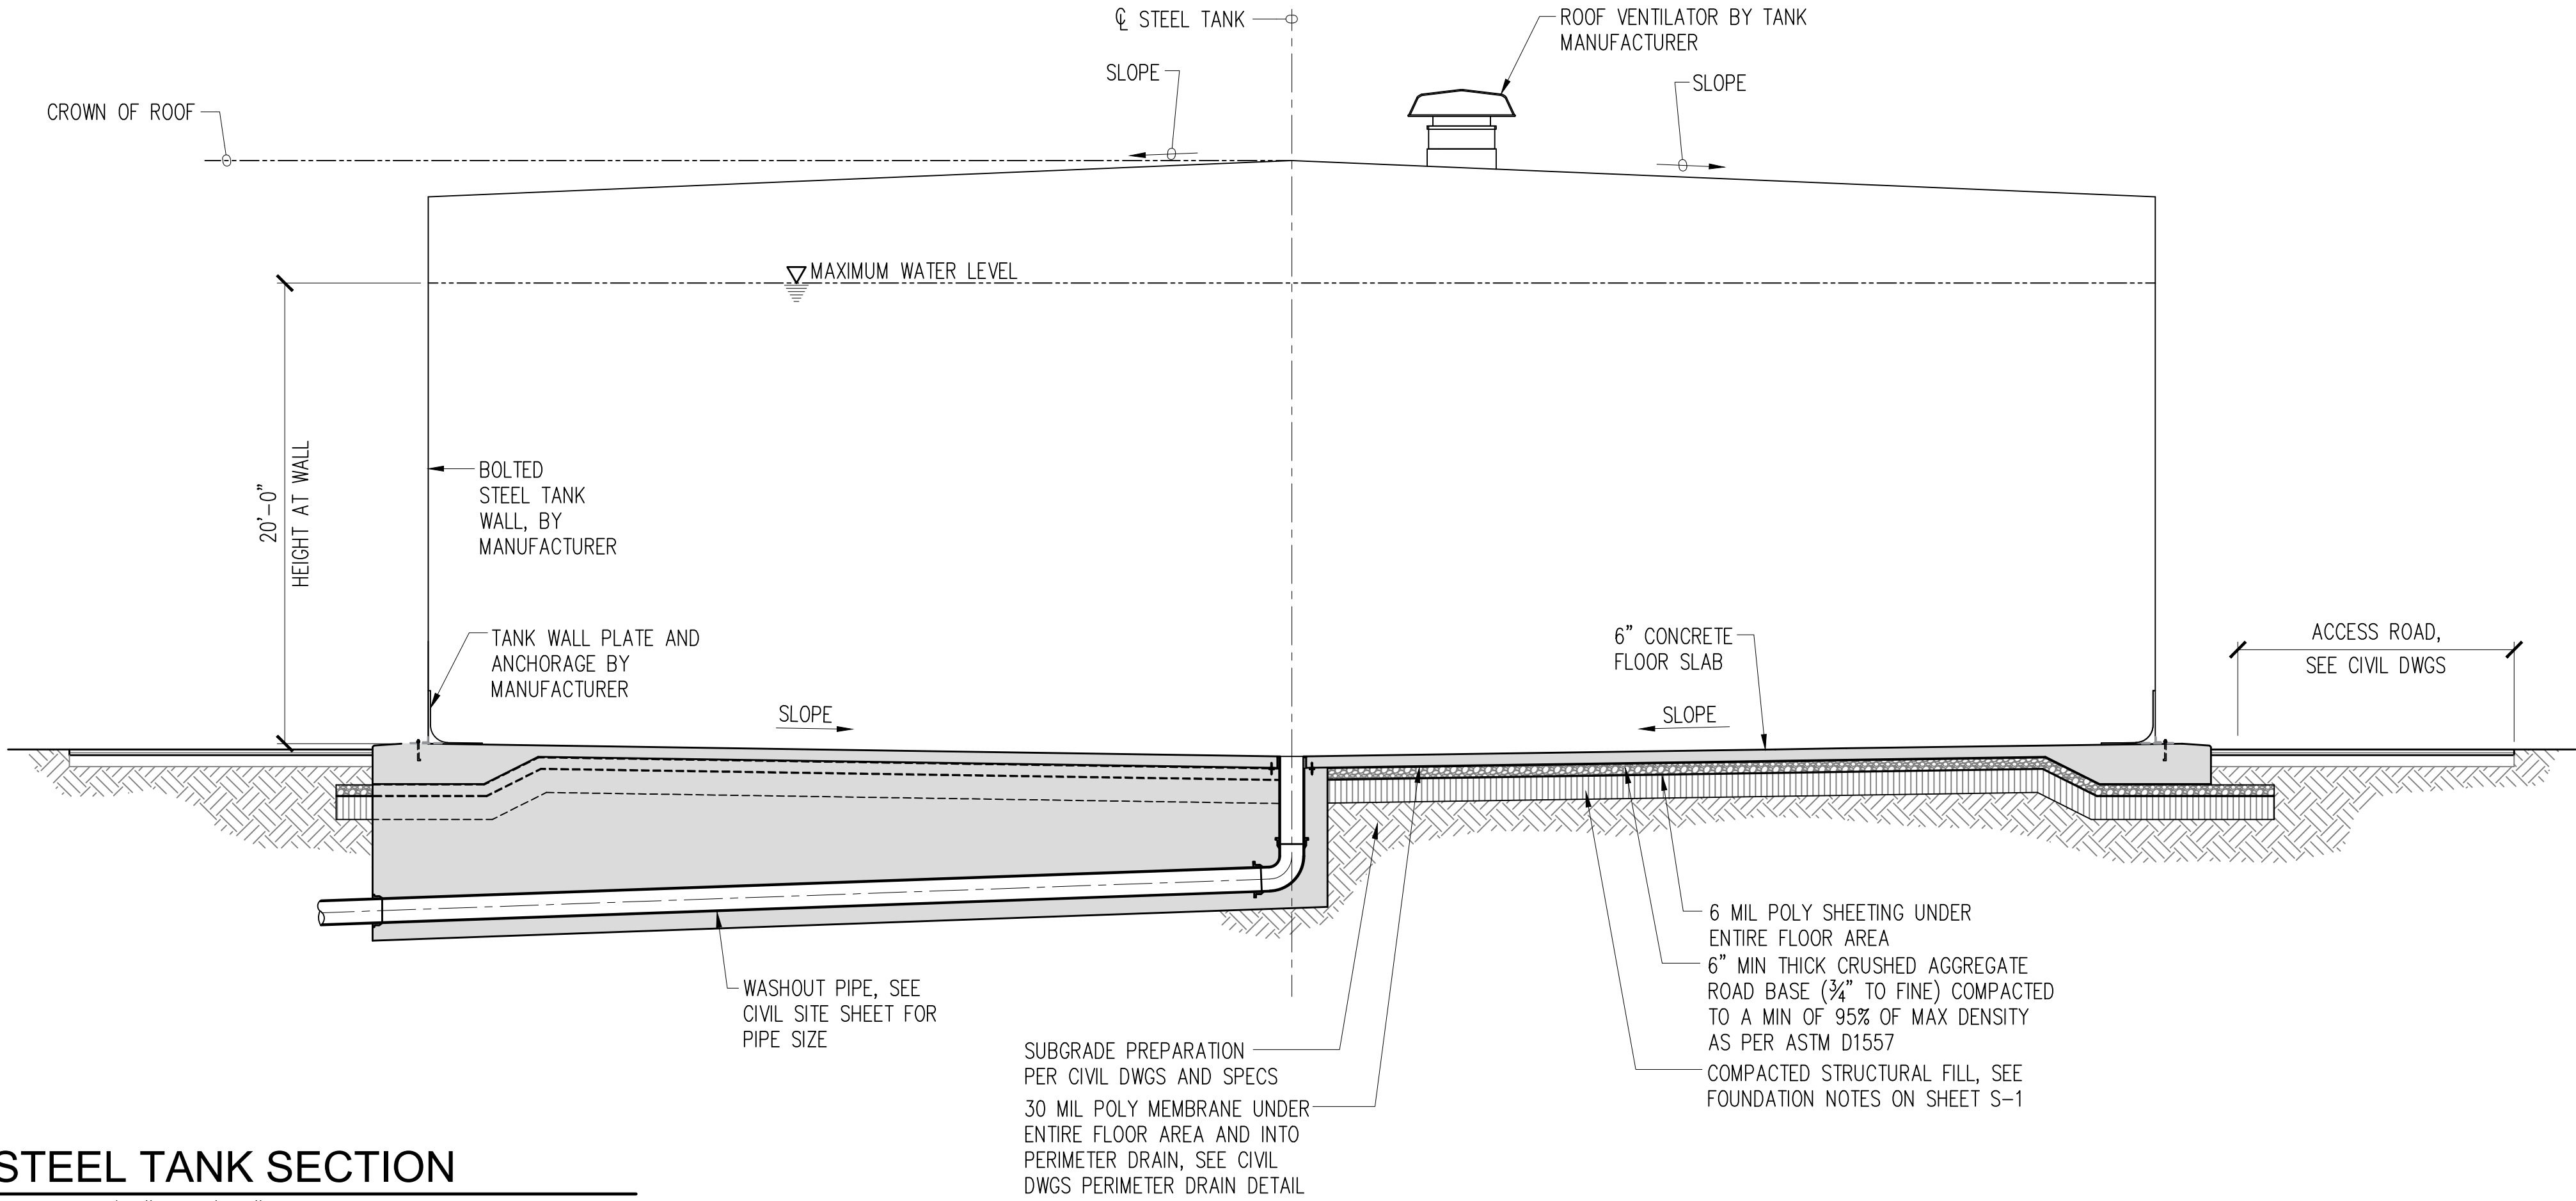 ℄ STEEL TANK
ROOF VENTILATOR BY TANK
MANUFACTURER
SLOPE
SLOPE
CROWN OF ROOF
MAXIMUM WATER LEVEL
20'-0"
HEIGHT AT WALL
BOLTED
STEEL TANK
WALL, BY
MANUFACTURER
TANK WALL PLATE AND
ANCHORAGE BY
MANUFACTURER
6" CONCRETE
FLOOR SLAB
ACCESS ROAD,
SEE CIVIL DWGS
SLOPE
SLOPE
6 MIL POLY SHEETING UNDER
ENTIRE FLOOR AREA
6" MIN THICK CRUSHED AGGREGATE
ROAD BASE (¾" TO FINE) COMPACTED
TO A MIN OF 95% OF MAX DENSITY
AS PER ASTM D1557
COMPACTED STRUCTURAL FILL, SEE
FOUNDATION NOTES ON SHEET S-1
WASHOUT PIPE, SEE
CIVIL SITE SHEET FOR
PIPE SIZE
SUBGRADE PREPARATION
PER CIVIL DWGS AND SPECS
30 MIL POLY MEMBRANE UNDER
ENTIRE FLOOR AREA AND INTO
PERIMETER DRAIN, SEE CIVIL
DWGS PERIMETER DRAIN DETAIL
STEEL TANK SECTION